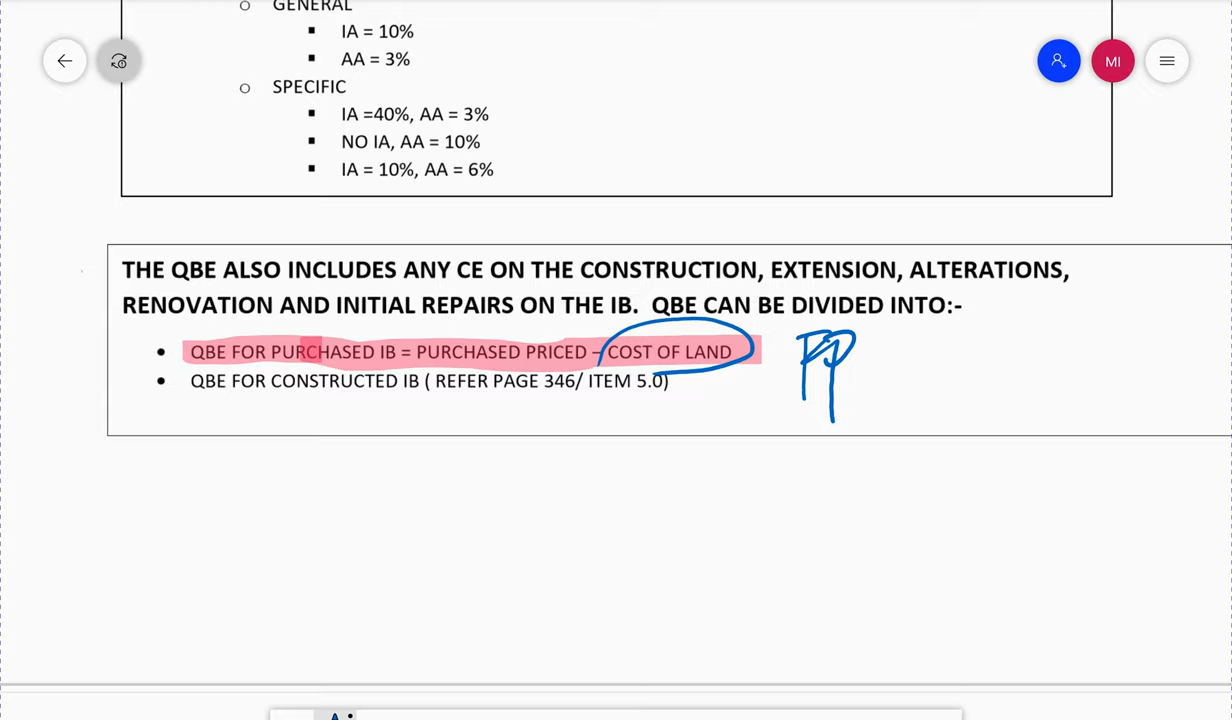 GENERAL
IA = 10%
AA = 3%
MI
SPECIFIC
IA =40%, AA = 3%
NO IA, AA = 10%
IA = 10%, AA = 6%
THE QBE ALSO INCLUDES ANY CE ON THE CONSTRUCTION, EXTENSION, ALTERATIONS,
RENOVATION AND INITIAL REPAIRS ON THE IB. QBE CAN BE DIVIDED INTO:-
QBE FOR PURCHASED IB = PURCHASED PRICED – COST OF LAND
PP
QBE FOR CONSTRUCTED IB ( REFER PAGE 346/ ITEM 5.0)